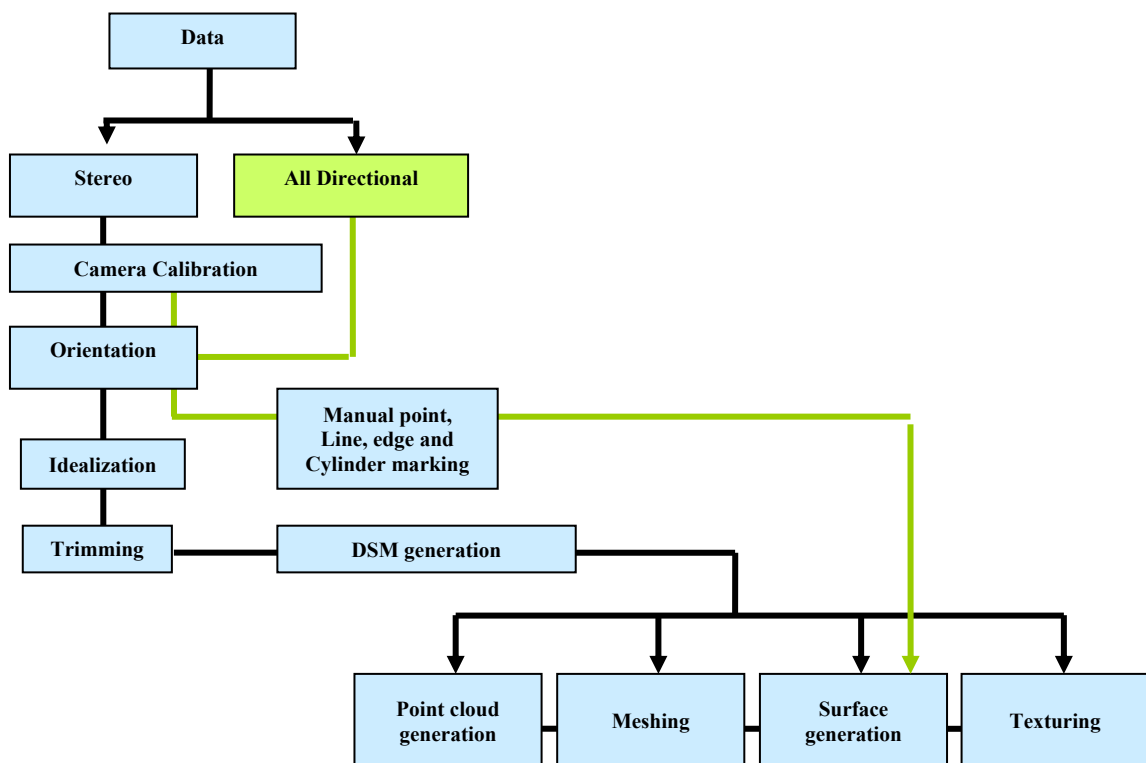 Data
Stereo
All Directional
Camera Calibration
Orientation
Manual point,
Line, edge and
Cylinder marking
Idealization
Trimming
DSM generation
Point cloud
generation
Meshing
Surface
generation
Texturing